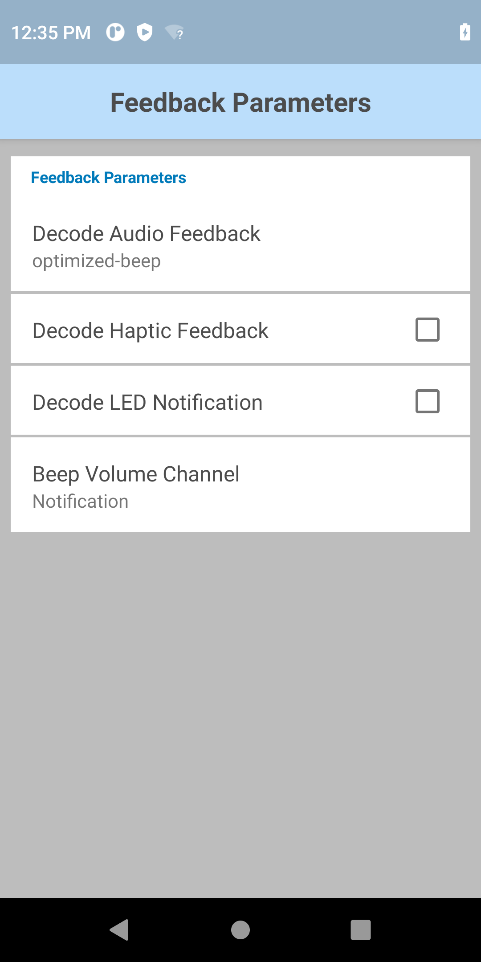 12:35 PM
Feedback Parameters
Feedback Parameters
Decode Audio Feedback
optimized-beep
Decode Haptic Feedback
Decode LED Notification
Beep Volume Channel
Notification